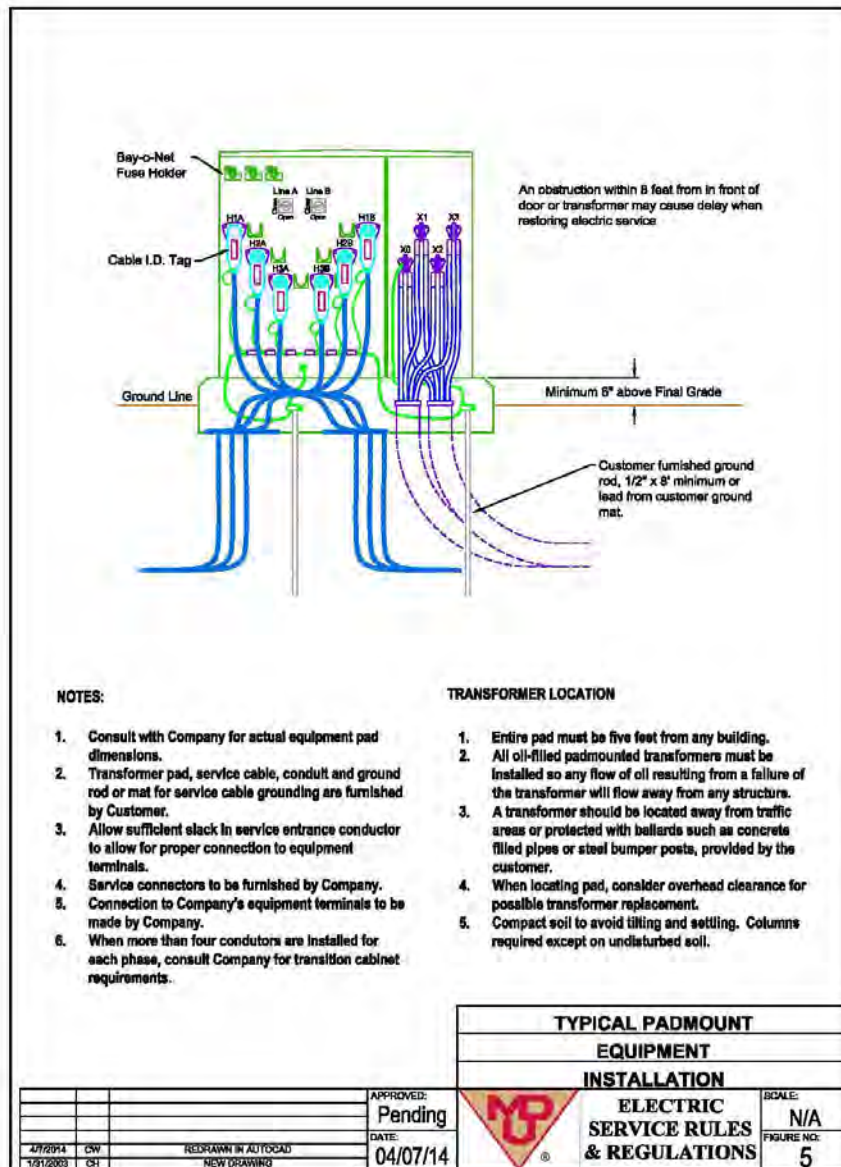 Bay-o-Net
Fuse Holder
Line A Line B
Close
Open
Close
Open
H1A
H2A
H3A
H3B
H2B
H1B
X1
X3
X0
X2
Cable I.D. Tag
An obstruction within 8 feet from in front of
door or transformer may cause delay when
restoring electric service
Ground Line
Minimum 6" above Final Grade
Customer furnished ground
rod, 1/2" x 8' minimum or
lead from customer ground
mat.
NOTES:
1. Consult with Company for actual equipment pad
dimensions.
2. Transformer pad, service cable, conduit and ground
rod or mat for service cable grounding are furnished
by Customer.
3. Allow sufficient slack in service entrance conductor
to allow for proper connection to equipment
terminals.
4. Service connectors to be furnished by Company.
5. Connection to Company's equipment terminals to be
made by Company.
6. When more than four condutors are installed for
each phase, consult Company for transition cabinet
requirements.
TRANSFORMER LOCATION
1. Entire pad must be five feet from any building.
2. All oil-filled padmounted transformers must be
installed so any flow of oil resulting from a failure of
the transformer will flow away from any structure.
3. A transformer should be located away from traffic
areas or protected with ballards such as concrete
filled pipes or steel bumper posts, provided by the
customer.
4. When locating pad, consider overhead clearance for
possible transformer replacement.
5. Compact soil to avoid tilting and settling. Columns
required except on undisturbed soil.
TYPICAL PADMOUNT
EQUIPMENT
INSTALLATION
4/7/2014 CW REDRAWN IN AUTOCAD
1/31/2003 CH NEW DRAWING
APPROVED:
Pending
DATE:
04/07/14
MDU
®
ELECTRIC
SERVICE RULES
& REGULATIONS
SCALE:
N/A
FIGURE NO:
5